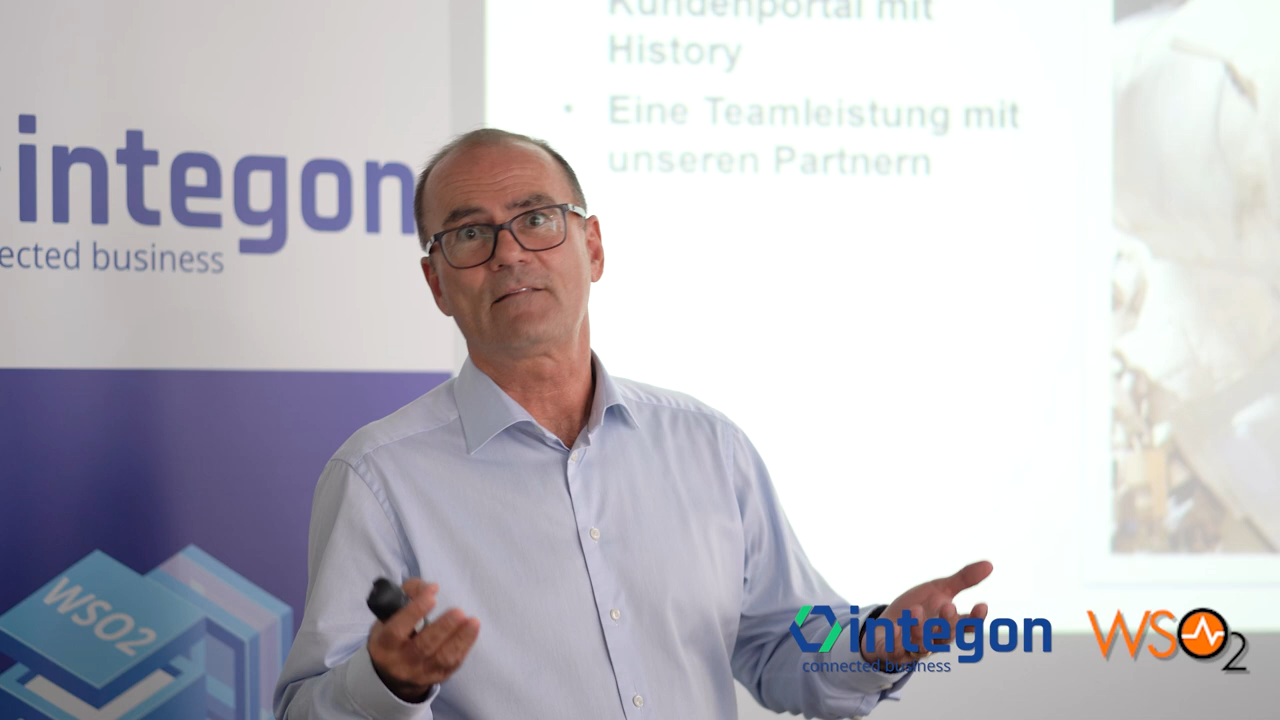 Kundenportal mit
History
• Eine Teamleistung mit
unseren Partnern
integon
ected business
WSO2
integon
connected business
WSO2